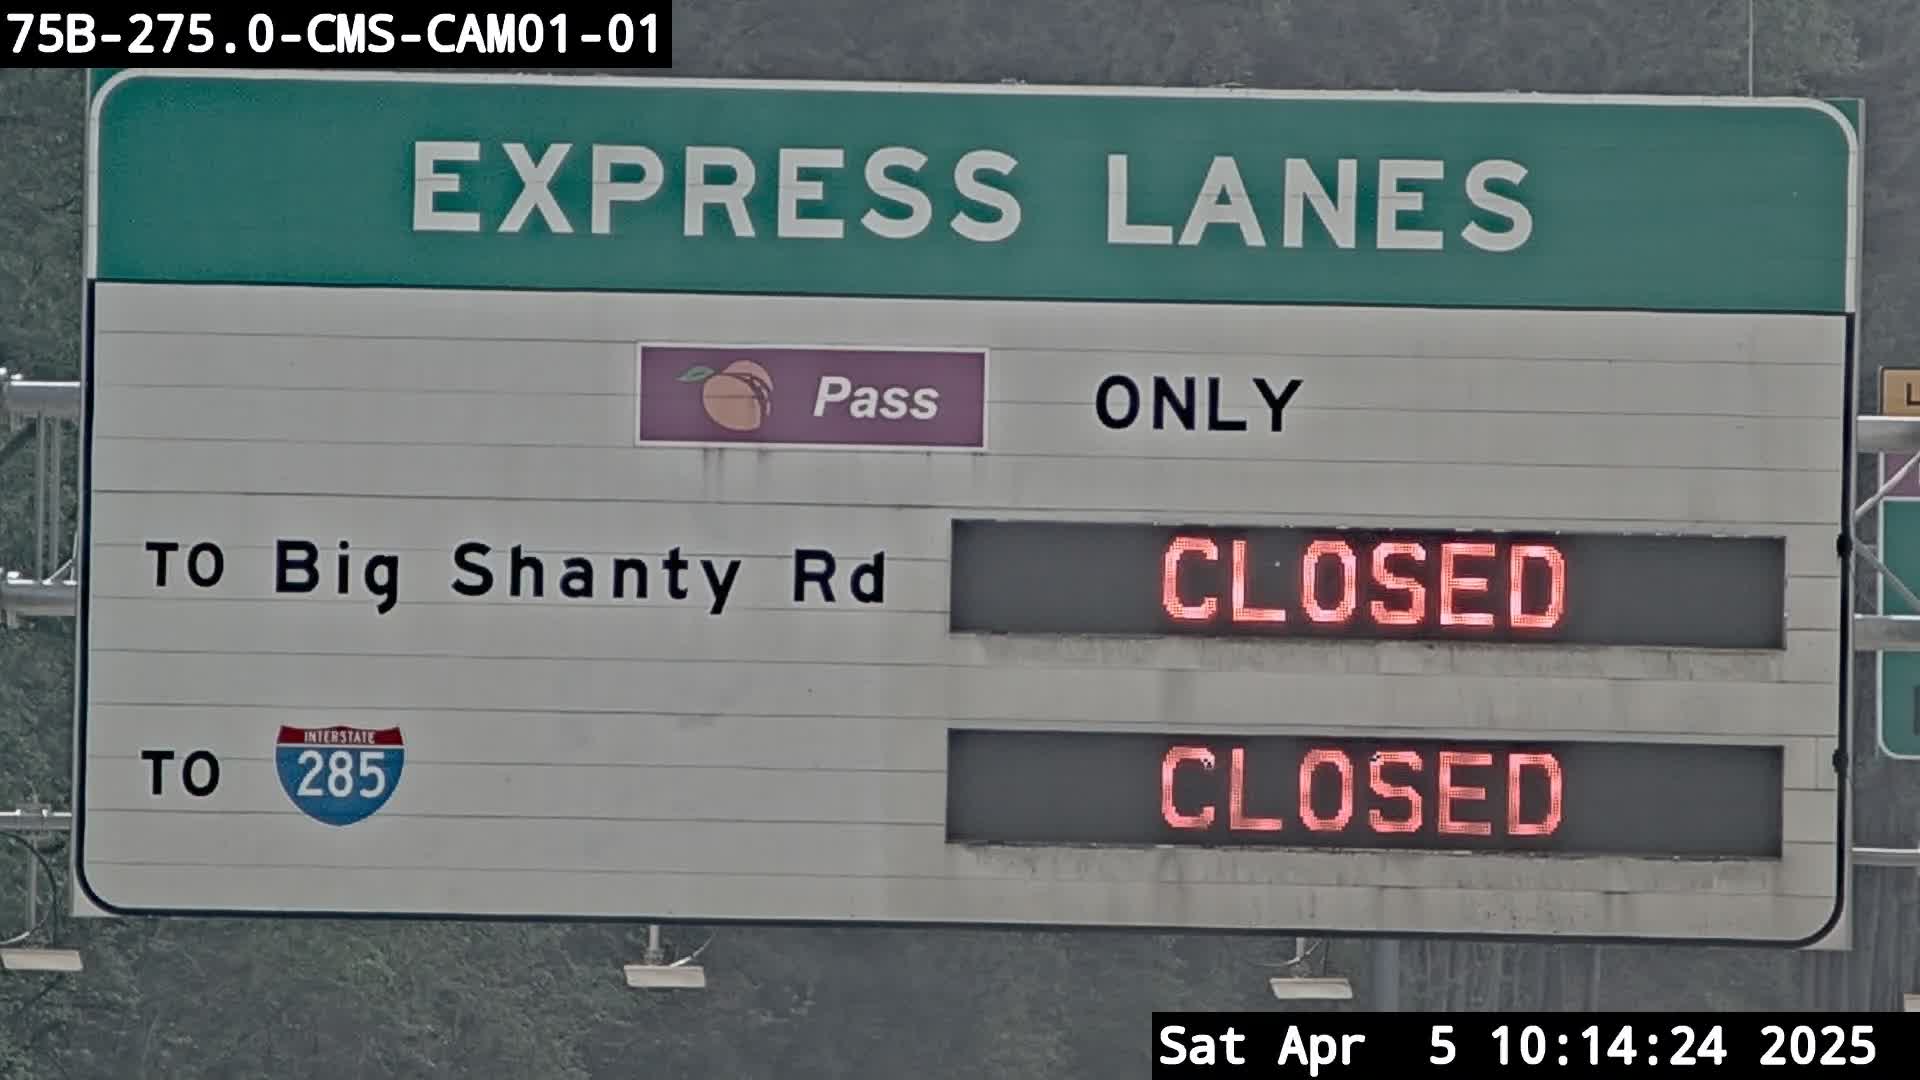 75B-275.0-CMS-CAM01-01
EXPRESS LANES
Pass ONLY
TO Big Shanty Rd CLOSED
TO INTERSTATE 285 CLOSED
Sat Apr 5 10:14:24 2025